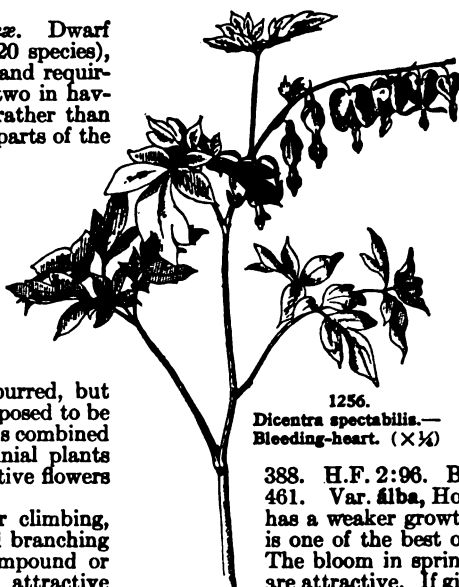 æ. Dwarf
20 species),
and requir-
two in hav-
rather than
parts of the
purred, but
posed to be
s combined
nial plants
tive flowers
r climbing,
branching
mpound or
attractive
1256.
Dicentra spectabilis.—
Bleeding-heart. (×¼)
388. H.F. 2:96. B
461. Var. álba, Ho
has a weaker growt
is one of the best o
The bloom in sprin
are attractive. If gi